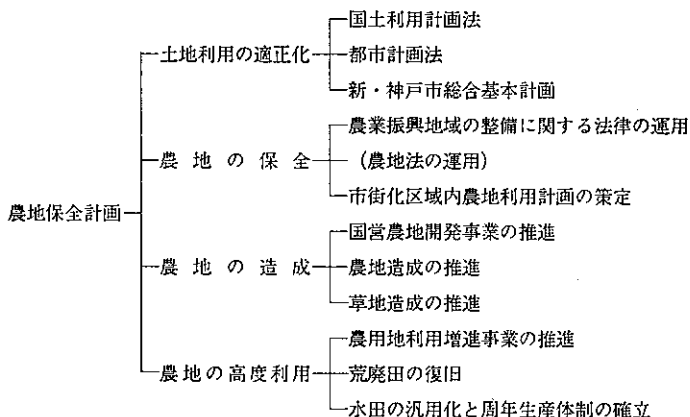 農地保全計画
土地利用の適正化
国土利用計画法
都市計画法
新・神戸市総合基本計画
農地の保全
農業振興地域の整備に関する法律の運用
(農地法の運用)
市街化区域内農地利用計画の策定
農地の造成
国営農地開発事業の推進
農地造成の推進
草地造成の推進
農地の高度利用
農用地利用増進事業の推進
荒廃田の復旧
水田の汎用化と周年生産体制の確立